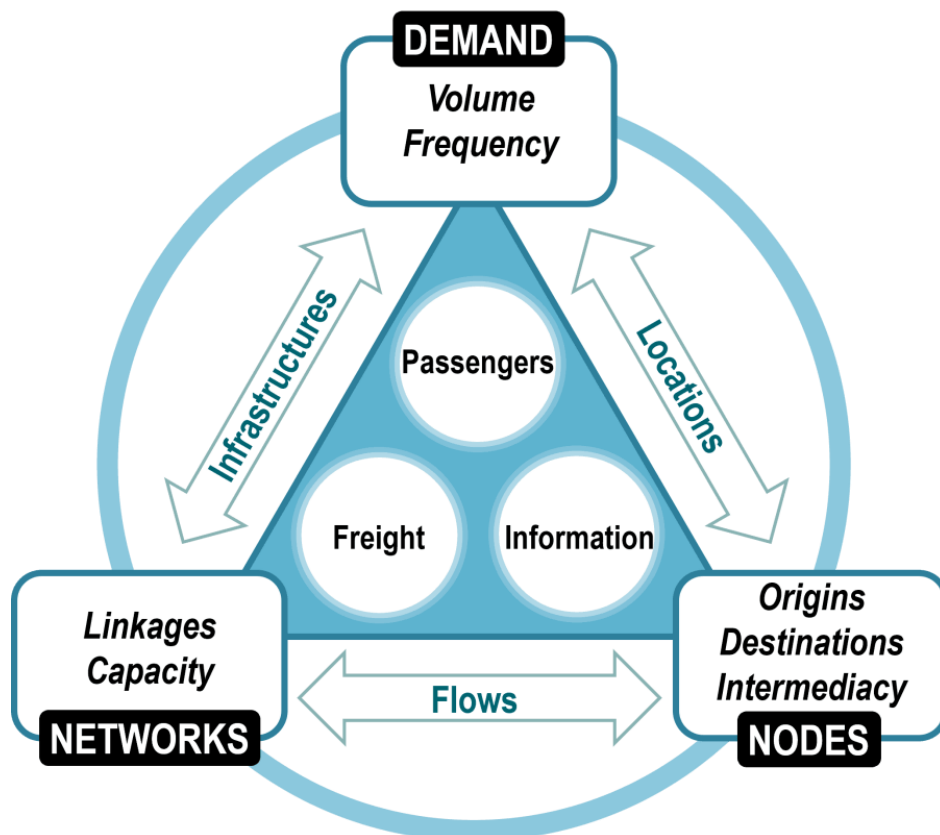 DEMAND
Volume
Frequency
Infrastructures
Locations
Passengers
Freight
Information
Linkages
Capacity
NETWORKS
Flows
Origins
Destinations
Intermediacy
NODES